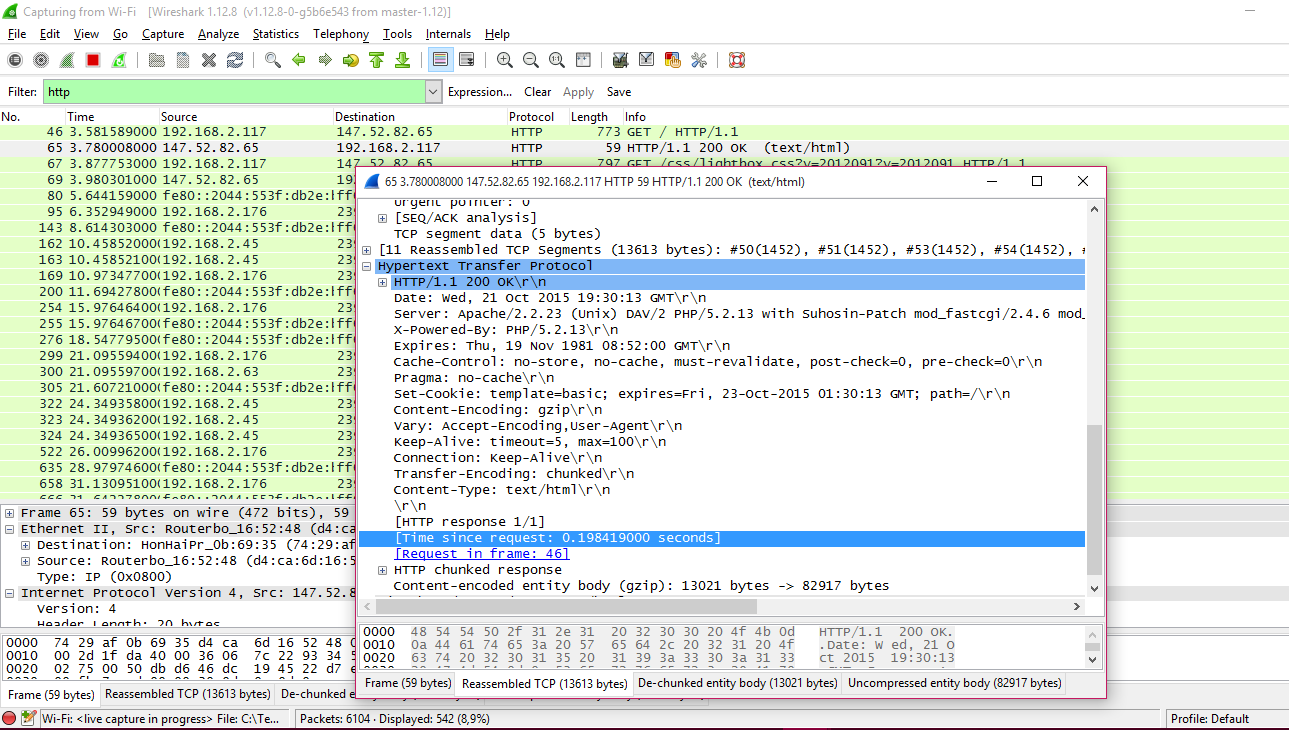 Capturing from Wi-Fi [Wireshark 1.12.8 (v1.12.8-0-g5b6e543 from master-1.12)]
File Edit View Go Capture Analyze Statistics Telephony Tools Internals Help
Filter: http Expression... Clear Apply Save
No. Time Source Destination Protocol Length Info
46 3.581589000 192.168.2.117 147.52.82.65 HTTP 773 GET / HTTP/1.1
65 3.780008000 147.52.82.65 192.168.2.117 HTTP 59 HTTP/1.1 200 OK (text/html)
67 3.877753000 192.168.2.117 147.52.82.65 HTTP 797 GET /css/lightbox.css?v=2012091?v=2012091 HTTP/1.1
69 3.980301000 147.52.82.65 19
80 5.644159000 fe80::2044:553f:db2e: ff
95 6.352949000 192.168.2.176 23
143 8.614303000 fe80::2044:553f:db2e: ff
162 10.45852000 192.168.2.45 23
163 10.45852100 192.168.2.45 23
169 10.97347700 192.168.2.176 23
200 11.69427800 fe80::2044:553f:db2e: ff
254 15.97646400 192.168.2.176 23
255 15.97646700 fe80::2044:553f:db2e: ff
276 18.54779500 fe80::2044:553f:db2e: ff
299 21.09559400 192.168.2.176 23
300 21.09559700 192.168.2.63 23
305 21.60721000 fe80::2044:553f:db2e: ff
322 24.34935800 192.168.2.45 23
323 24.34936200 192.168.2.45 23
324 24.34936500 192.168.2.45 23
522 26.00996200 192.168.2.176 23
635 28.97974600 fe80::2044:553f:db2e: ff
658 31.13095100 192.168.2.176 23
65 3.780008000 147.52.82.65 192.168.2.117 HTTP 59 HTTP/1.1 200 OK (text/html)
Urgent pointer: 0
[SEQ/ACK analysis]
TCP segment data (5 bytes)
[11 Reassembled TCP Segments (13613 bytes): #50(1452), #51(1452), #53(1452), #54(1452), #
Hypertext Transfer Protocol
HTTP/1.1 200 OK\r\n
Date: Wed, 21 Oct 2015 19:30:13 GMT\r\n
Server: Apache/2.2.23 (Unix) DAV/2 PHP/5.2.13 with Suhosin-Patch mod_fastcgi/2.4.6 mod_
X-Powered-By: PHP/5.2.13\r\n
Expires: Thu, 19 Nov 1981 08:52:00 GMT\r\n
Cache-Control: no-store, no-cache, must-revalidate, post-check=0, pre-check=0\r\n
Pragma: no-cache\r\n
Set-Cookie: template=basic; expires=Fri, 23-Oct-2015 01:30:13 GMT; path=/\r\n
Content-Encoding: gzip\r\n
Vary: Accept-Encoding,User-Agent\r\n
Keep-Alive: timeout=5, max=100\r\n
Connection: Keep-Alive\r\n
Transfer-Encoding: chunked\r\n
Content-Type: text/html\r\n
\r\n
[HTTP response 1/1]
[Time since request: 0.198419000 seconds]
[Request in frame: 46]
HTTP chunked response
Content-encoded entity body (gzip): 13021 bytes -> 82917 bytes
0000 48 54 54 50 2f 31 2e 31 20 32 30 30 20 4f 4b 0d HTTP/1.1 200 OK.
0010 0a 44 61 74 65 3a 20 57 65 64 2c 20 32 31 20 4f .Date: W ed, 21 O
0020 63 74 20 32 30 31 35 20 31 39 3a 33 30 3a 31 33 ct 2015 19:30:13
Frame (59 bytes) Reassembled TCP (13613 bytes) De-chunked entity body (13021 bytes) Uncompressed entity body (82917 bytes)
Frame 65: 59 bytes on wire (472 bits), 59
Ethernet II, Src: Routerbo_16:52:48 (d4:ca
Destination: HonHaiPr_0b:69:35 (74:29:af
Source: Routerbo_16:52:48 (d4:ca:6d:16:5
Type: IP (0x0800)
Internet Protocol Version 4, Src: 147.52.8
Version: 4
Header Length: 20 bytes
0000 74 29 af 0b 69 35 d4 ca 6d 16 52 48 0
0010 00 2d 1f da 40 00 36 06 7c 22 93 34 5
0020 02 75 00 50 db d6 46 dc 19 45 22 d7 e
Frame (59 bytes) Reassembled TCP (13613 bytes) De-chunked
Wi-Fi: <live capture in progress> File: C:\Te... Packets: 6104 · Displayed: 542 (8,9%) Profile: Default